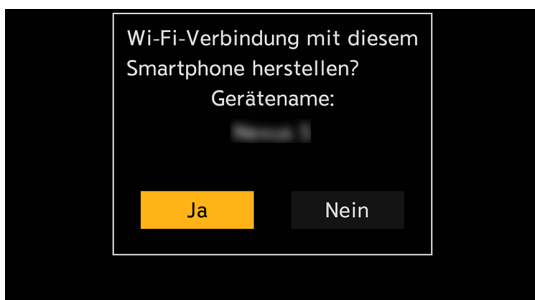 Wi-Fi-Verbindung mit diesem
Smartphone herstellen?
Gerätename:
Ja Nein